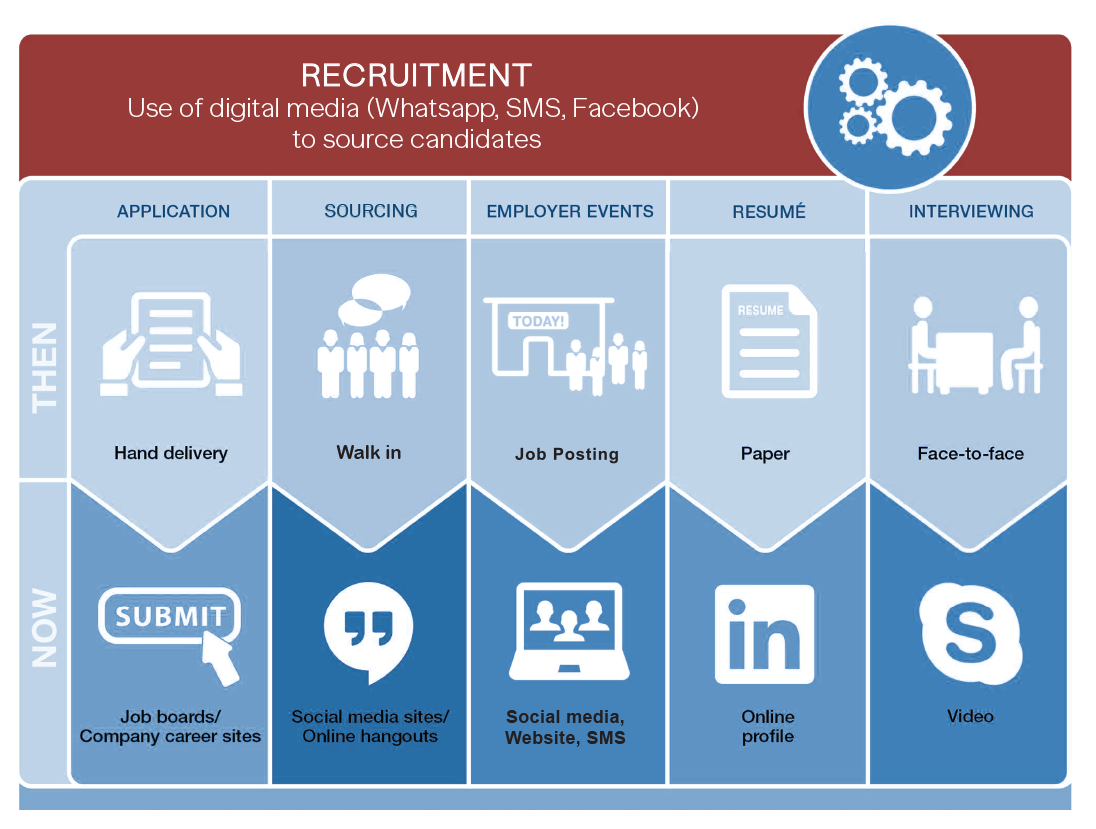 RECRUITMENT
Use of digital media (Whatsapp, SMS, Facebook)
to source candidates
APPLICATION
SOURCING
EMPLOYER EVENTS
RESUMÉ
INTERVIEWING
THEN
TODAY!
RESUME
Hand delivery
Walk in
Job Posting
Paper
Face-to-face
NOW
SUBMIT
in
S
Job boards/
Company career sites
Social media sites/
Online hangouts
Social media,
Website, SMS
Online
profile
Video